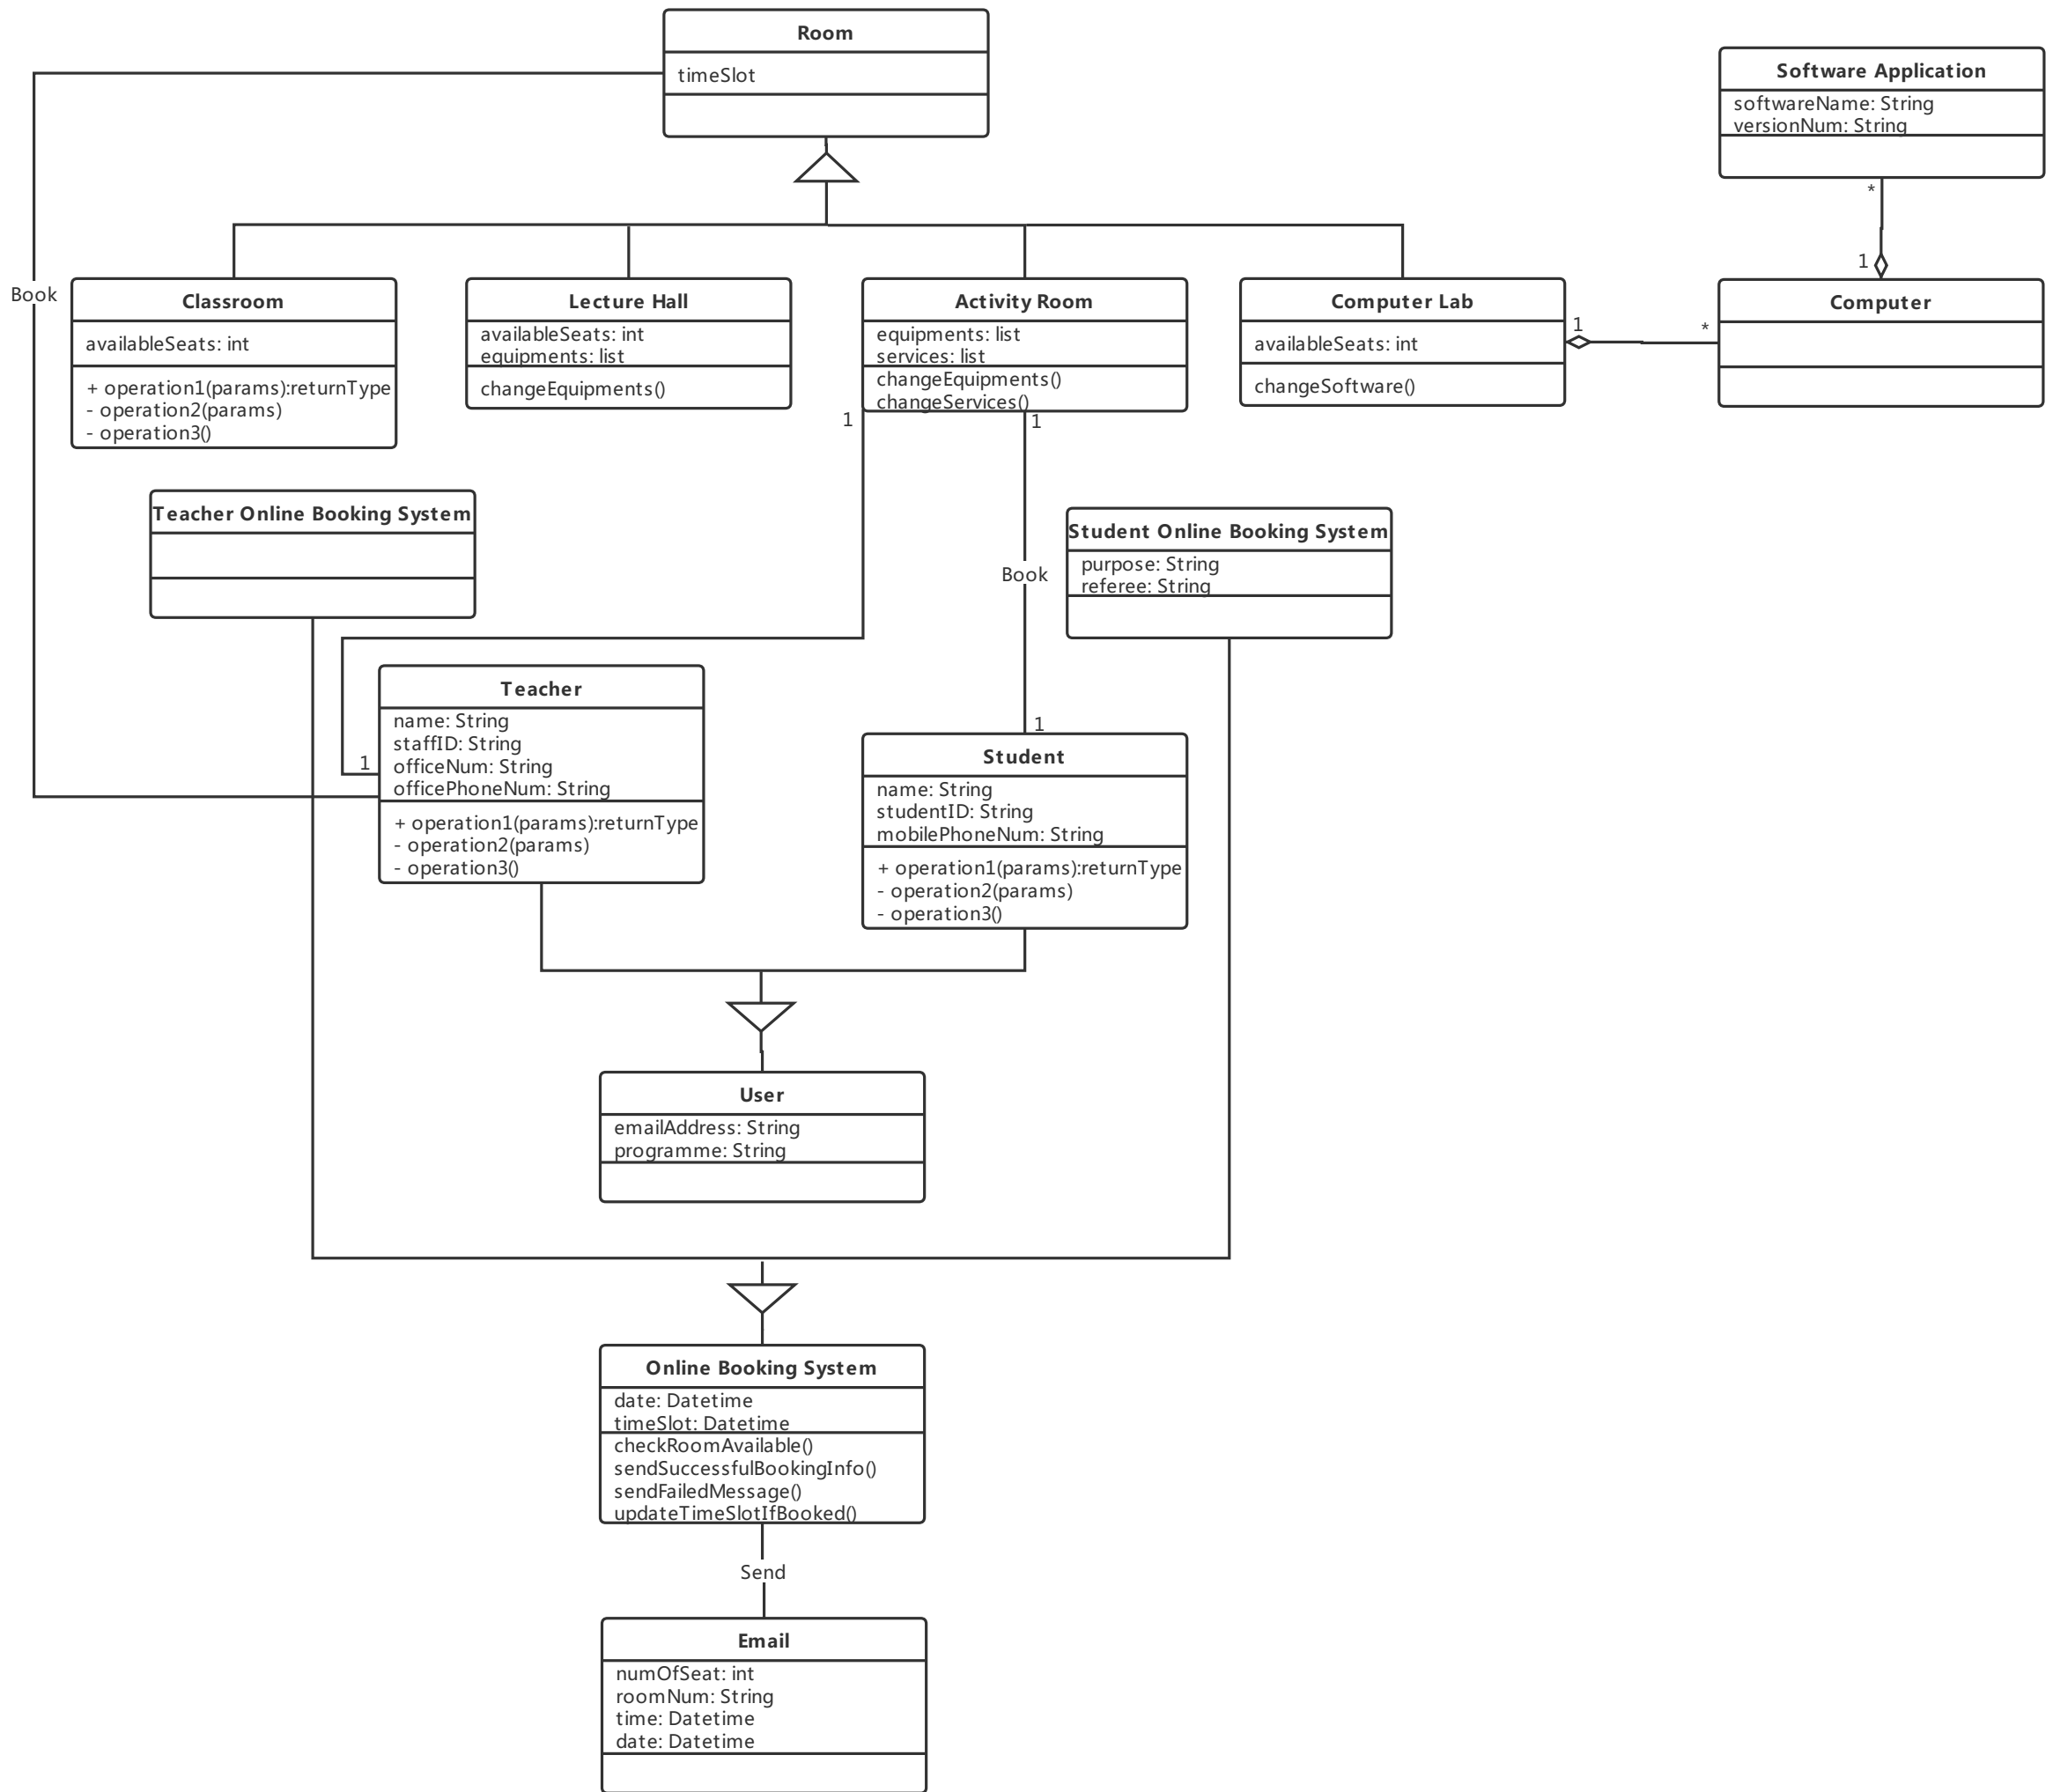 Room
timeSlot
Software Application
softwareName: String
versionNum: String
*
1
Book
Classroom
availableSeats: int
+ operation1(params):returnType
- operation2(params)
- operation3()
Lecture Hall
availableSeats: int
equipments: list
changeEquipments()
Activity Room
equipments: list
services: list
changeEquipments()
changeServices()
Computer Lab
availableSeats: int
changeSoftware()
1
*
Computer
1
1
Teacher Online Booking System
Book
Student Online Booking System
purpose: String
referee: String
Teacher
name: String
staffID: String
officeNum: String
officePhoneNum: String
+ operation1(params):returnType
- operation2(params)
- operation3()
1
1
Student
name: String
studentID: String
mobilePhoneNum: String
+ operation1(params):returnType
- operation2(params)
- operation3()
User
emailAddress: String
programme: String
Online Booking System
date: Datetime
timeSlot: Datetime
checkRoomAvailable()
sendSuccessfulBookingInfo()
sendFailedMessage()
updateTimeSlotIfBooked()
Send
Email
numOfSeat: int
roomNum: String
time: Datetime
date: Datetime